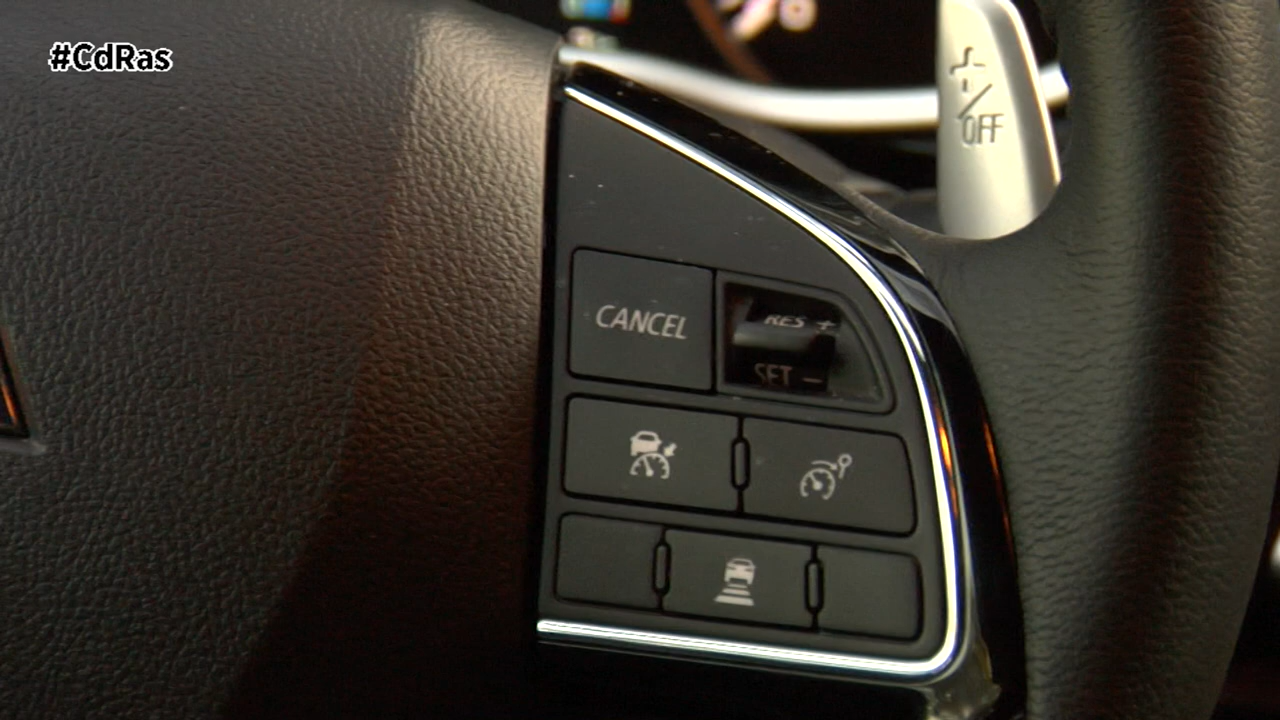 #CdRas
+/OFF
CANCEL
RES +
SET −